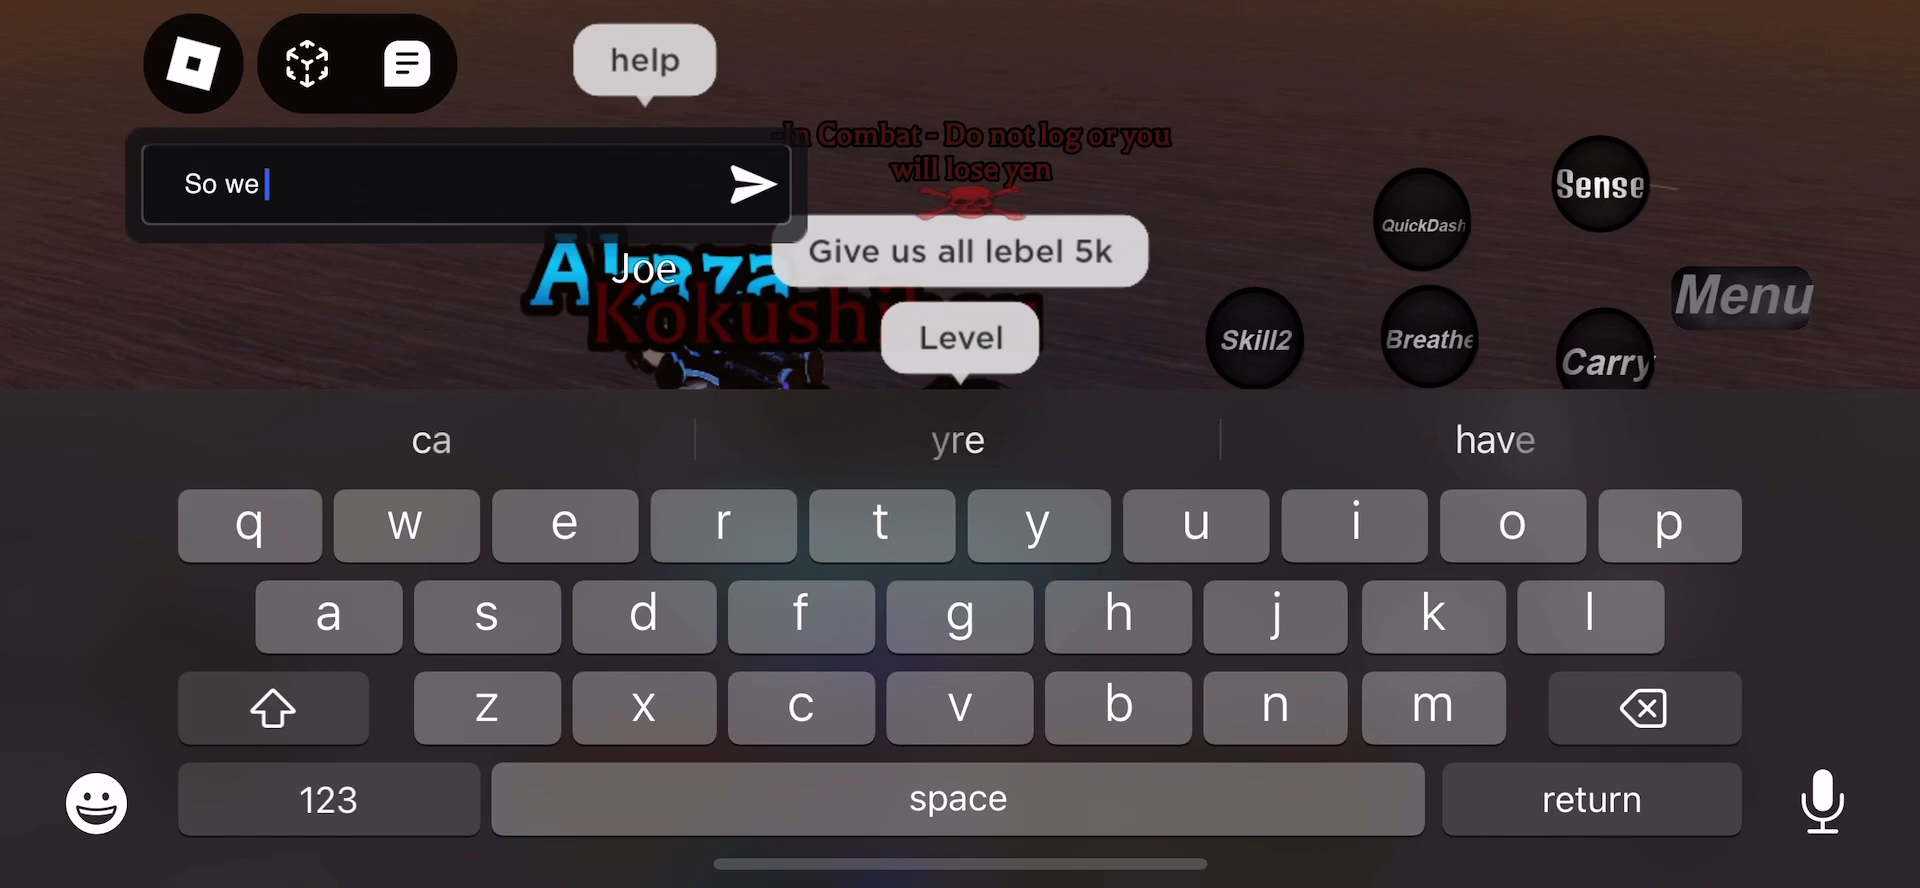 help
-In Combat - Do not log or you
will lose yen
So we
Give us all lebel 5k
Joe
Akaza
Level
Sense
QuickDash
Menu
Skill2
Breathe
Carry
ca
yre
have
q w e r t y u i o p
a s d f g h j k l
z x c v b n m
123
space
return